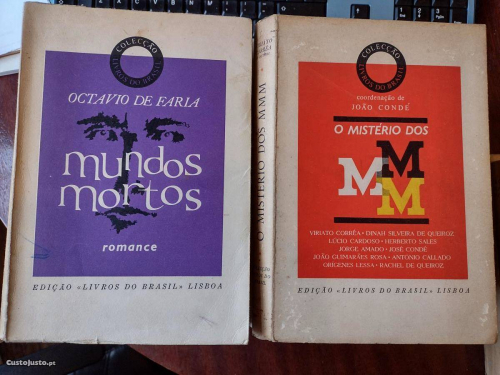 COLECÇÃO
LIVROS DO BRASIL
OCTAVIO DE FARIA
mundos
mortos
romance
EDIÇÃO «LIVROS DO BRASIL» LISBOA
O MISTÉRIO DOS MMM
COLECÇÃO
LIVROS DO BRASIL
coordenação de
JOÃO CONDÉ
O MISTÉRIO DOS
M
M
M
VIRIATO CORRÊA - DINAH SILVEIRA DE QUEIROZ
LÚCIO CARDOSO - HERBERTO SALES
JORGE AMADO - JOSÉ CONDÉ
JOÃO GUIMARÃES ROSA - ANTONIO CALLADO
ORÍGENES LESSA - RACHEL DE QUEIROZ
EDIÇÃO «LIVROS DO BRASIL» LISBOA
CustoJusto.pt